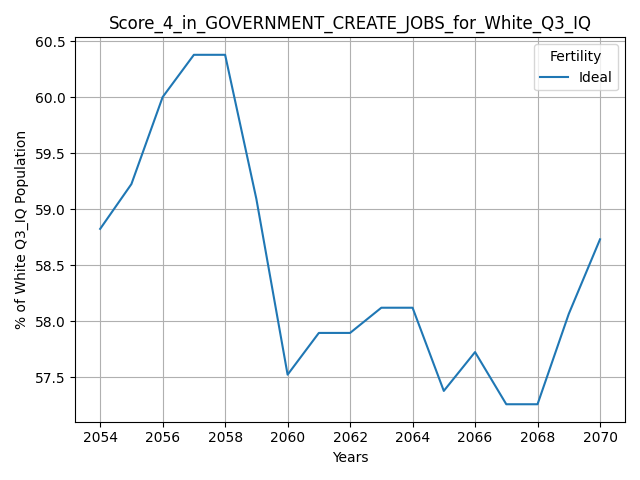 Score_4_in_GOVERNMENT_CREATE_JOBS_for_White_Q3_IQ
60.5
60.0
59.5
59.0
58.5
58.0
57.5
% of White Q3_IQ Population
Fertility
Ideal
2054 2056 2058 2060 2062 2064 2066 2068 2070
Years